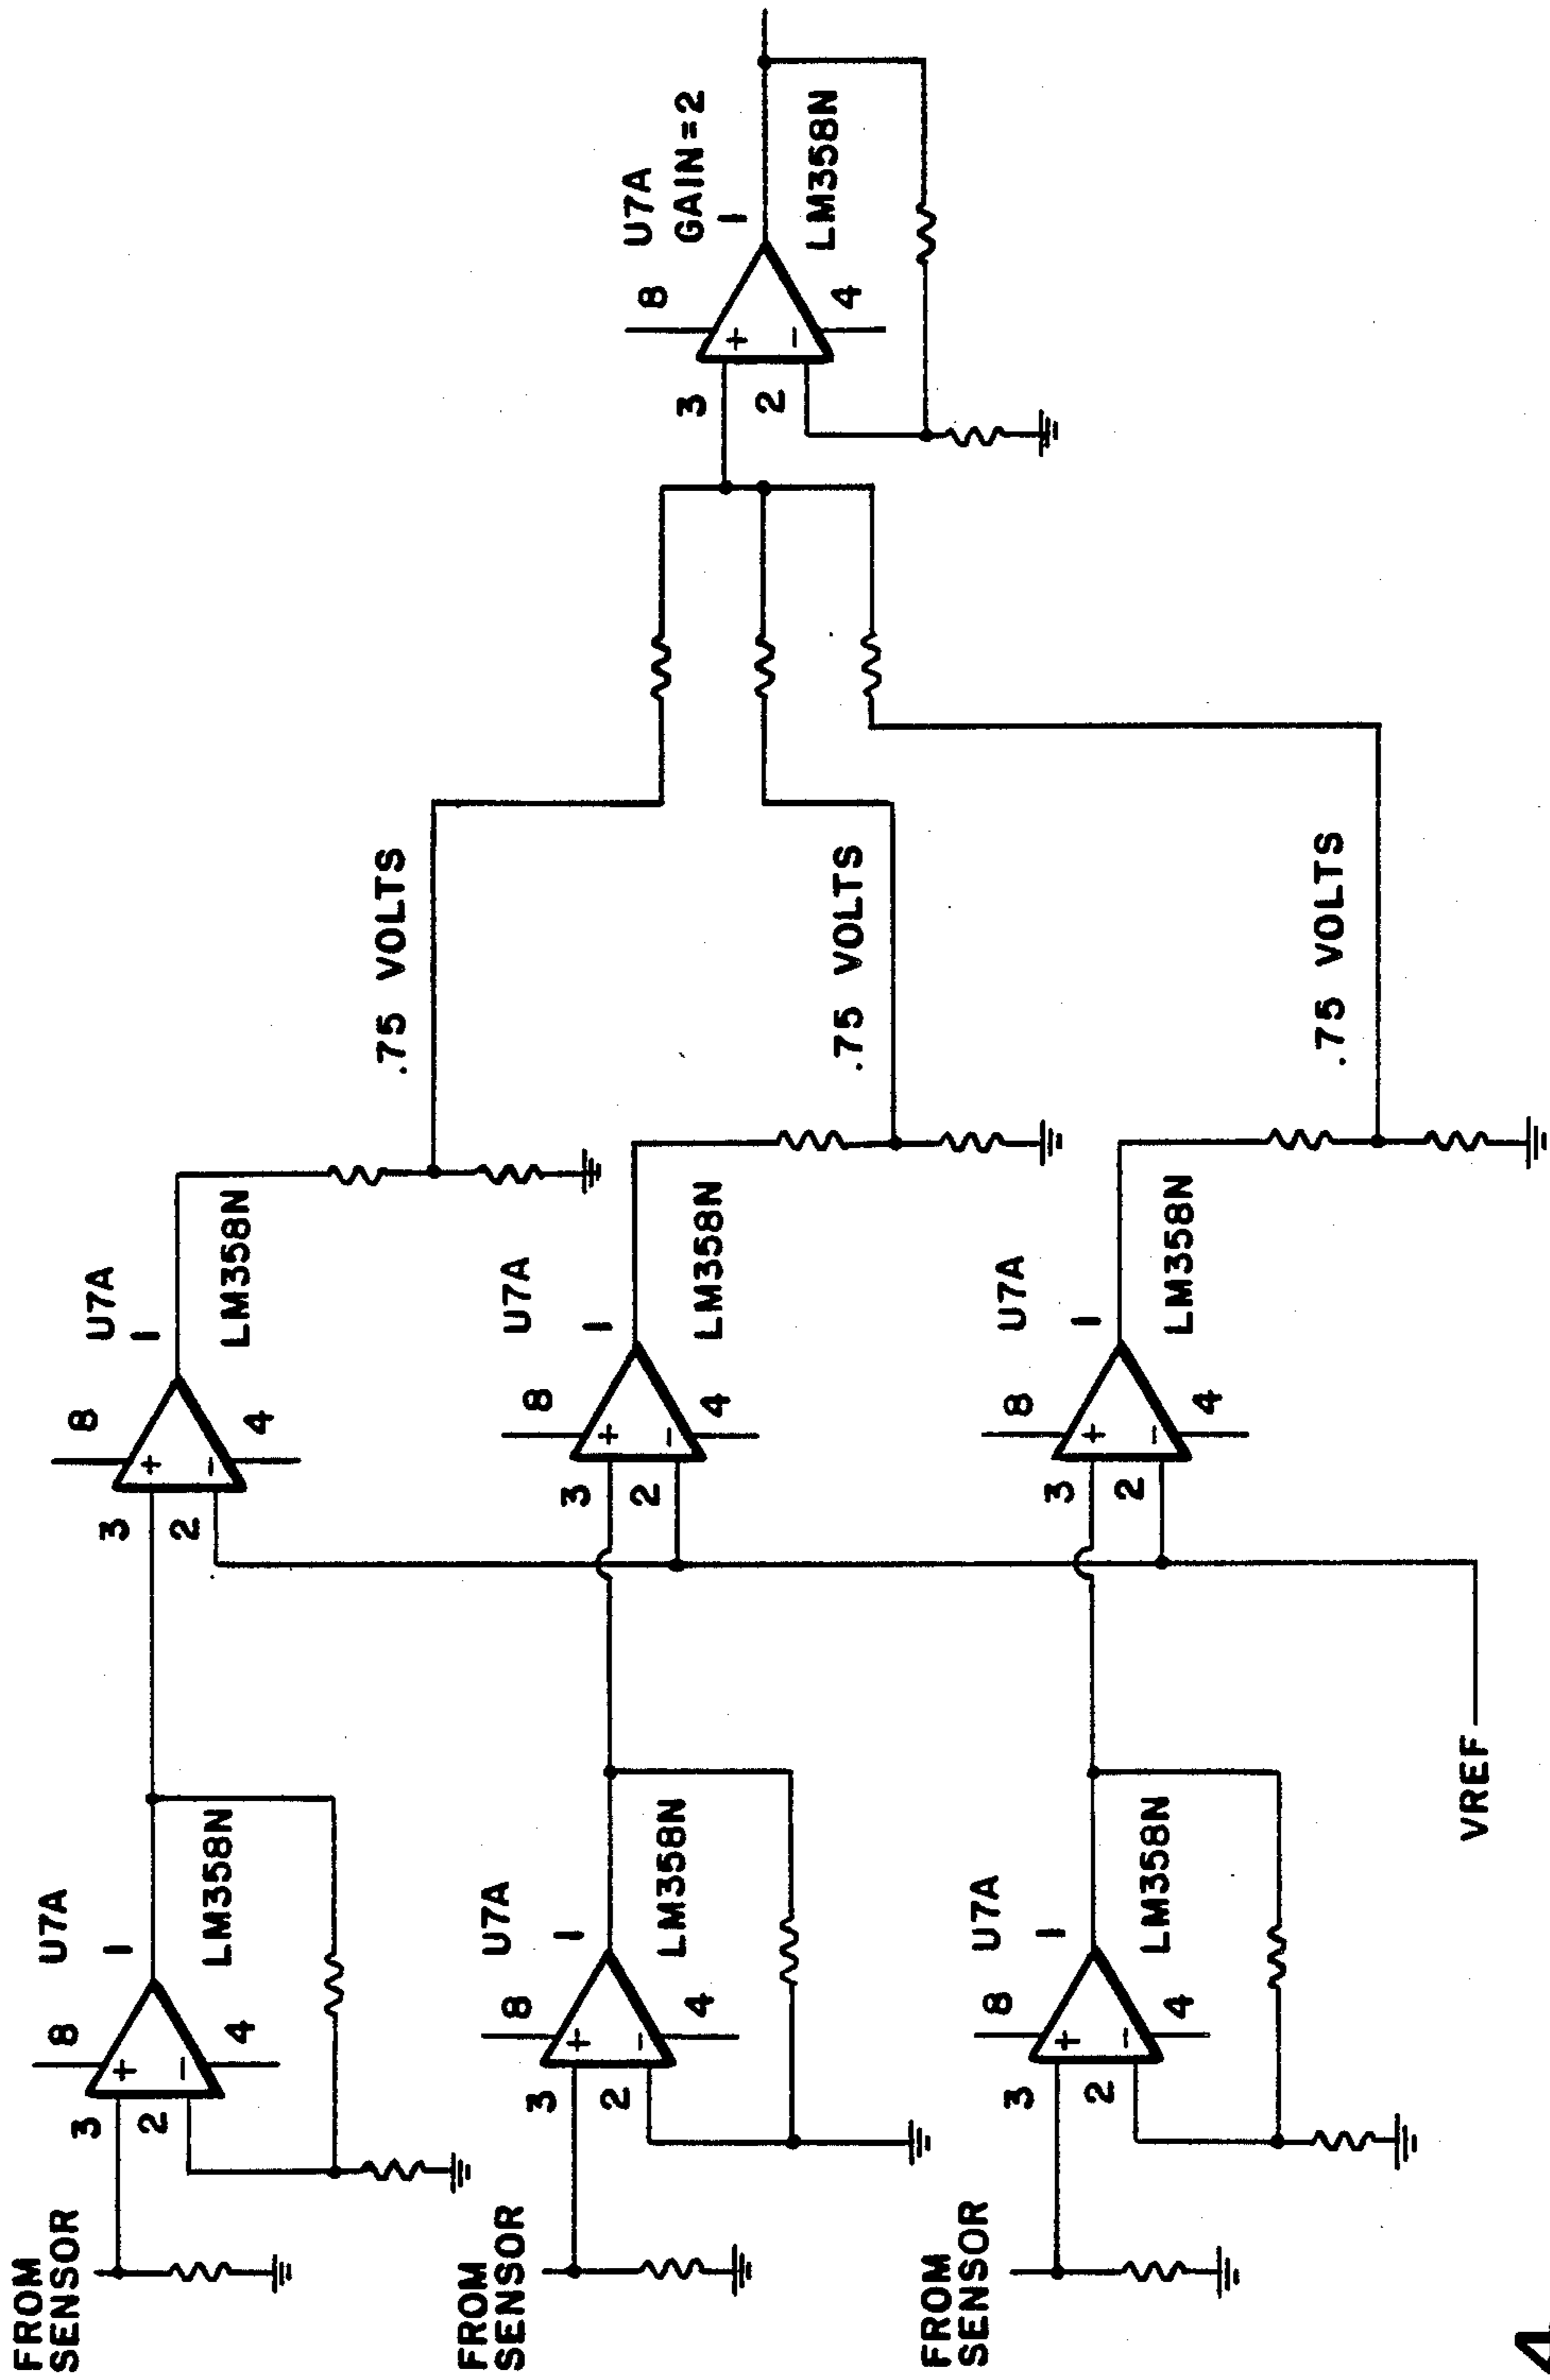 FROM
SENSOR
3
2
8
+
-
4
U7A
1
LM358N
3
2
8
+
-
4
U7A
1
LM358N
.75 VOLTS
FROM
SENSOR
3
2
8
+
-
4
U7A
1
LM358N
3
2
8
+
-
4
U7A
1
LM358N
.75 VOLTS
FROM
SENSOR
3
2
8
+
-
4
U7A
1
LM358N
3
2
8
+
-
4
U7A
1
LM358N
.75 VOLTS
VREF
3
2
8
+
-
4
U7A
GAIN=2
1
LM358N
4